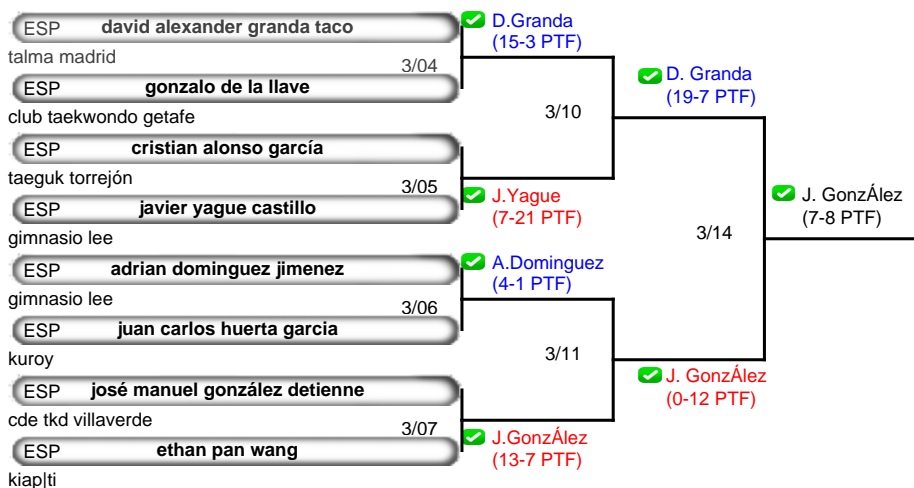 ESP david alexander granda taco
talma madrid
3/04
ESP gonzalo de la llave
club taekwondo getafe
ESP cristian alonso garcía
taeguk torrejón
3/05
ESP javier yague castillo
gimnasio lee
ESP adrian dominguez jimenez
gimnasio lee
3/06
ESP juan carlos huerta garcia
kuroy
ESP josé manuel gonzález detienne
cde tkd villaverde
3/07
ESP ethan pan wang
kiap|ti
D.Granda
(15-3 PTF)
J.Yague
(7-21 PTF)
A.Dominguez
(4-1 PTF)
J.GonzÁlez
(13-7 PTF)
3/10
3/11
D. Granda
(19-7 PTF)
J. GonzÁlez
(0-12 PTF)
3/14
J. GonzÁlez
(7-8 PTF)